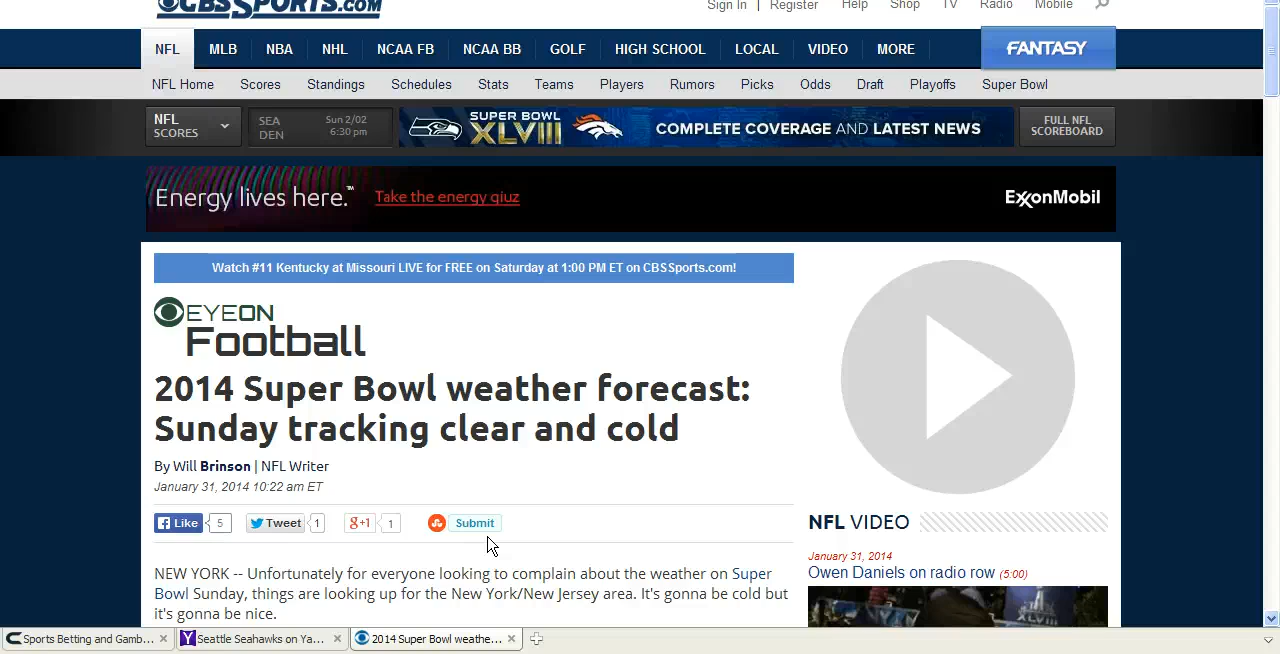 CBSSPORTS.COM
Sign In | Register Help Shop TV Radio Mobile
NFL MLB NBA NHL NCAA FB NCAA BB GOLF HIGH SCHOOL LOCAL VIDEO MORE FANTASY
NFL Home Scores Standings Schedules Stats Teams Players Rumors Picks Odds Draft Playoffs Super Bowl
NFL
SCORES
SEA Sun 2/02
DEN 6:30 pm
SUPER BOWL
XLVIII
COMPLETE COVERAGE AND LATEST NEWS
FULL NFL
SCOREBOARD
Energy lives here.™ Take the energy qiuz ExxonMobil
Watch #11 Kentucky at Missouri LIVE for FREE on Saturday at 1:00 PM ET on CBSSports.com!
EYEON
Football
2014 Super Bowl weather forecast:
Sunday tracking clear and cold
By Will Brinson | NFL Writer
January 31, 2014 10:22 am ET
Like 5 Tweet 1 g+1 1 Submit
NEW YORK -- Unfortunately for everyone looking to complain about the weather on Super
Bowl Sunday, things are looking up for the New York/New Jersey area. It's gonna be cold but
it's gonna be nice.
NFL VIDEO
January 31, 2014
Owen Daniels on radio row (5:00)
Sports Betting and Gamb... Seattle Seahawks on Ya... 2014 Super Bowl weathe...